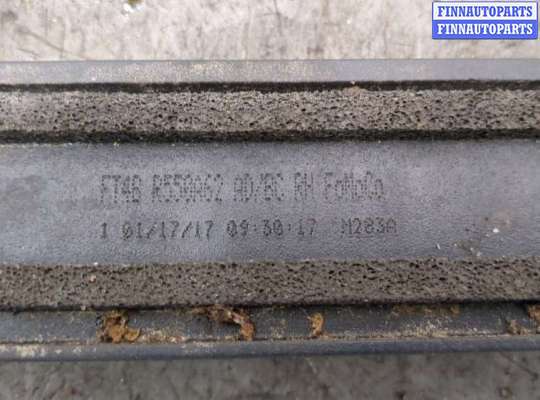 FINNAUTOPARTS
FINNAUTOPARTS
FT4B R550A62 AD/BC RH FoMoCo
1 01/17/17 09:30:17 M283A